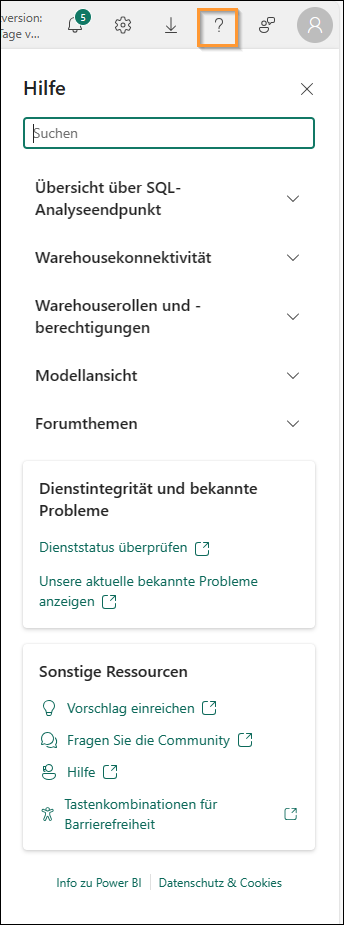 version:
Tage v...
5
?
Hilfe
Suchen
Übersicht über SQL-
Analyseendpunkt
Warehousekonnektivität
Warehouserollen und -
berechtigungen
Modellansicht
Forumthemen
Dienstintegrität und bekannte
Probleme
Dienststatus überprüfen
Unsere aktuelle bekannte Probleme
anzeigen
Sonstige Ressourcen
Vorschlag einreichen
Fragen Sie die Community
Hilfe
Tastenkombinationen für
Barrierefreiheit
Info zu Power BI
Datenschutz & Cookies